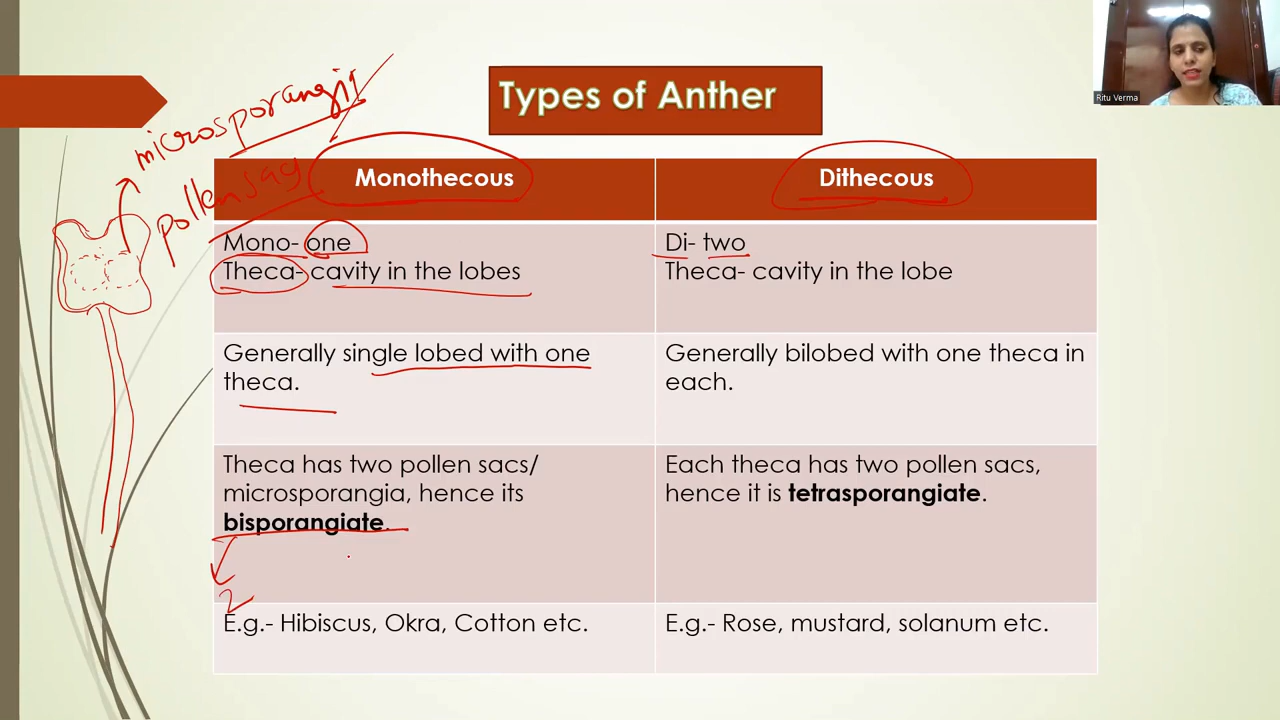 Types of Anther
Ritu Verma
microsporangia
pollen sac
Monothecous
Dithecous
Mono- one
Theca- cavity in the lobes
Di- two
Theca- cavity in the lobe
Generally single lobed with one
theca.
Generally bilobed with one theca in
each.
Theca has two pollen sacs/
microsporangia, hence its
bisporangiate.
Each theca has two pollen sacs,
hence it is tetrasporangiate.
2
E.g.- Hibiscus, Okra, Cotton etc.
E.g.- Rose, mustard, solanum etc.